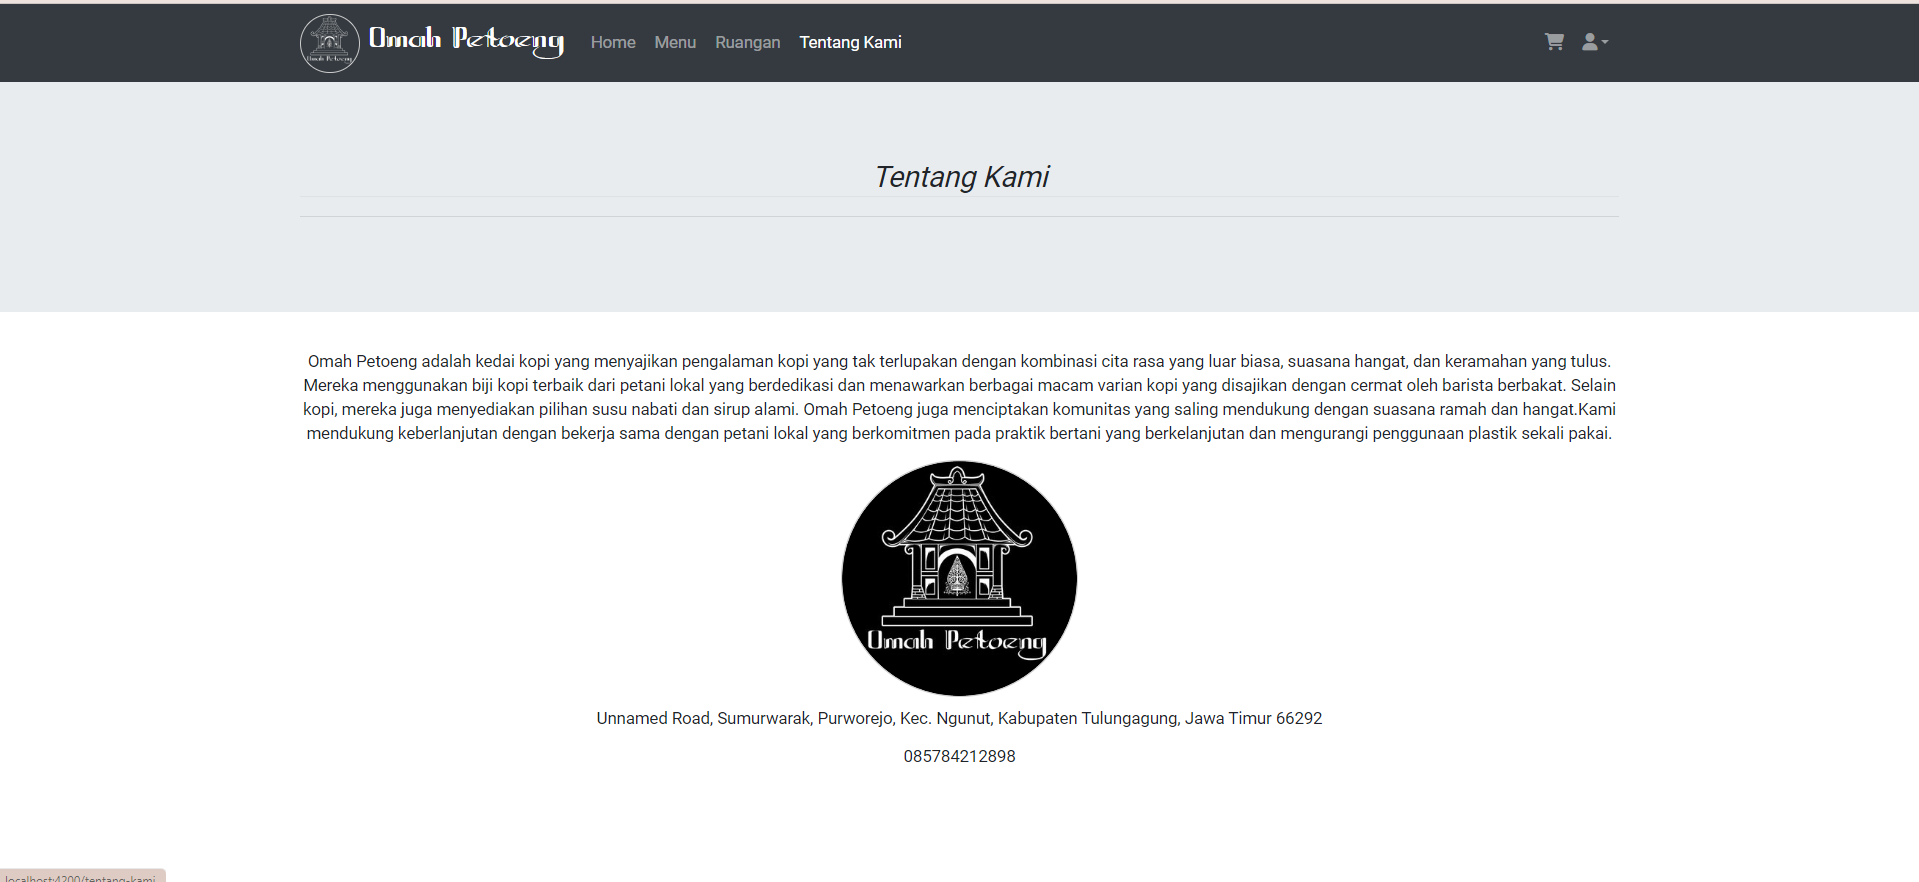 Omah Petoeng
Omah Petoeng Home Menu Ruangan Tentang Kami
Tentang Kami
Omah Petoeng adalah kedai kopi yang menyajikan pengalaman kopi yang tak terlupakan dengan kombinasi cita rasa yang luar biasa, suasana hangat, dan keramahan yang tulus.
Mereka menggunakan biji kopi terbaik dari petani lokal yang berdedikasi dan menawarkan berbagai macam varian kopi yang disajikan dengan cermat oleh barista berbakat. Selain
kopi, mereka juga menyediakan pilihan susu nabati dan sirup alami. Omah Petoeng juga menciptakan komunitas yang saling mendukung dengan suasana ramah dan hangat.Kami
mendukung keberlanjutan dengan bekerja sama dengan petani lokal yang berkomitmen pada praktik bertani yang berkelanjutan dan mengurangi penggunaan plastik sekali pakai.
Omah Petoeng
Unnamed Road, Sumurwarak, Purworejo, Kec. Ngunut, Kabupaten Tulungagung, Jawa Timur 66292
085784212898
localhost:4200/tentang-kami